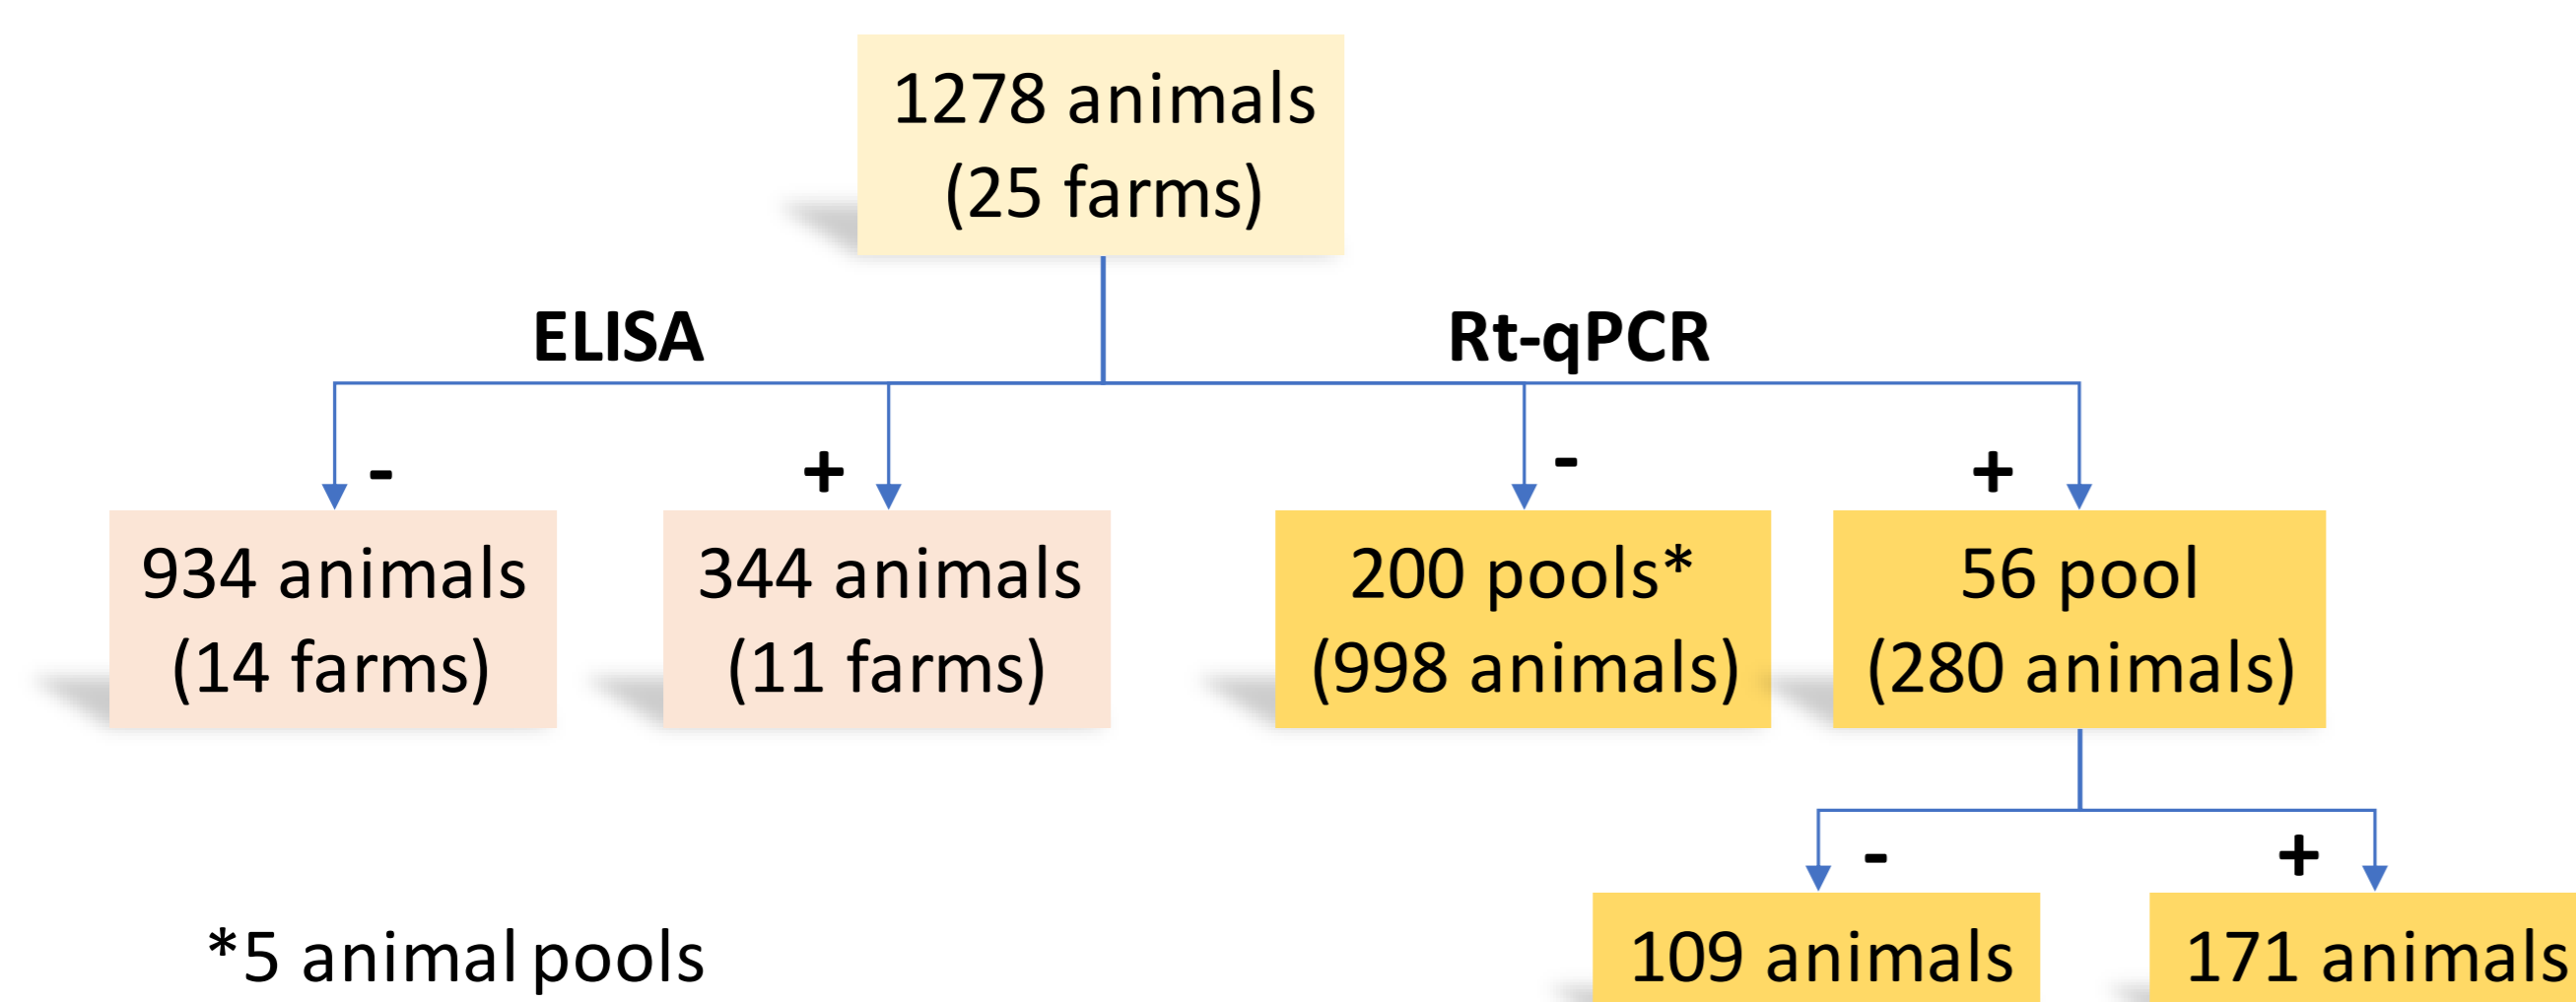 1278 animals
(25 farms)
ELISA
Rt-qPCR
-
+
-
+
934 animals
(14 farms)
344 animals
(11 farms)
200 pools*
(998 animals)
56 pool
(280 animals)
-
+
109 animals
171 animals
*5 animal pools